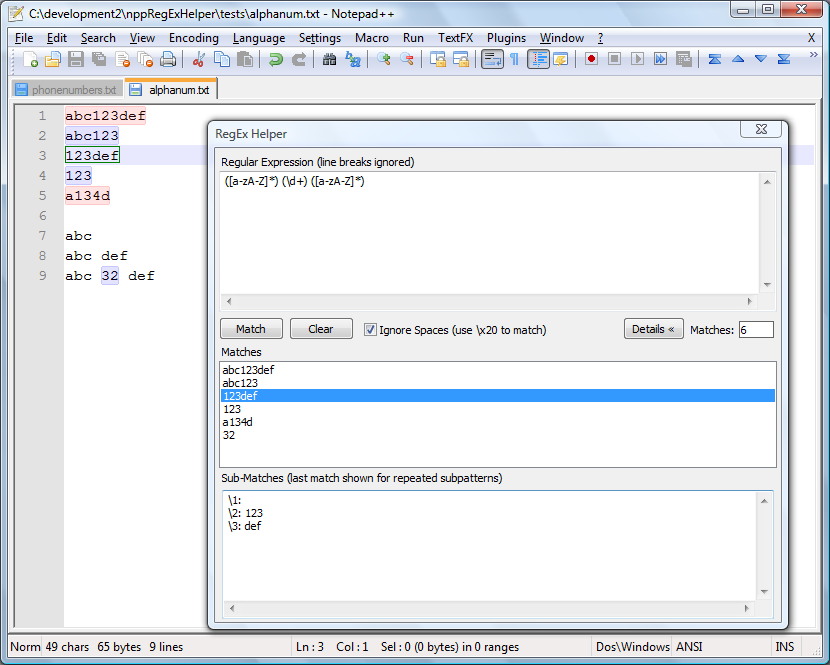 C:\development2\nppRegExHelper\tests\alphanum.txt - Notepad++
File Edit Search View Encoding Language Settings Macro Run TextFX Plugins Window ? X
phonenumbers.txt alphanum.txt
1 abc123def
2 abc123
3 123def
4 123
5 a134d
6
7 abc
8 abc def
9 abc 32 def
RegEx Helper
Regular Expression (line breaks ignored)
([a-zA-Z]*) (\d+) ([a-zA-Z]*)
Match Clear Ignore Spaces (use \x20 to match) Details « Matches: 6
Matches
abc123def
abc123
123def
123
a134d
32
Sub-Matches (last match shown for repeated subpatterns)
\1:
\2: 123
\3: def
Norm 49 chars 65 bytes 9 lines Ln : 3 Col : 1 Sel : 0 (0 bytes) in 0 ranges Dos\Windows ANSI INS